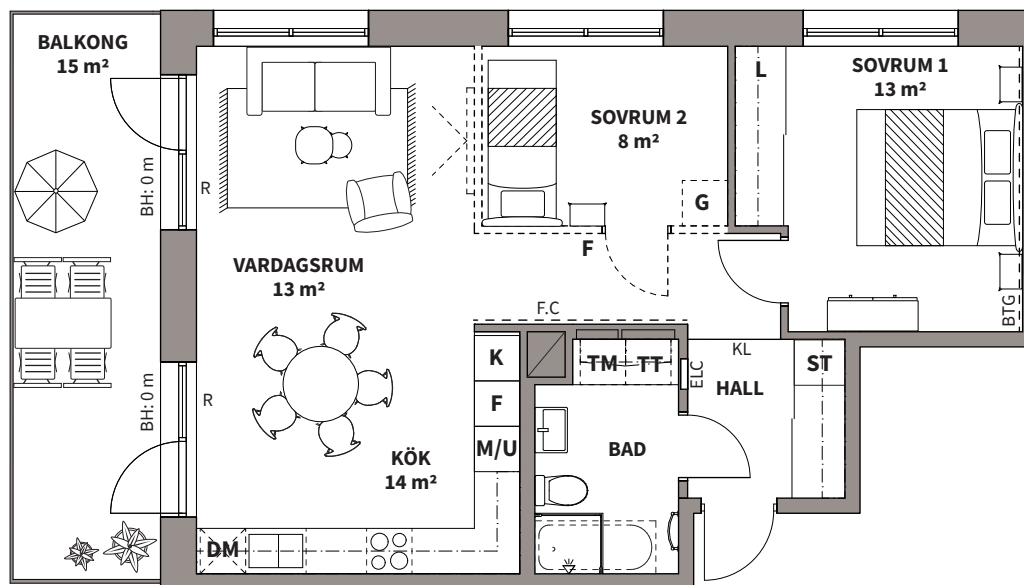 BALKONG
15 m²
L
SOVRUM 1
13 m²
SOVRUM 2
8 m²
BH: 0 m
R
G
F
VARDAGSRUM
13 m²
BTG
F.C
K
TM
TT
KL
ELC
HALL
ST
F
BH: 0 m
R
M/U
KÖK
14 m²
BAD
DM